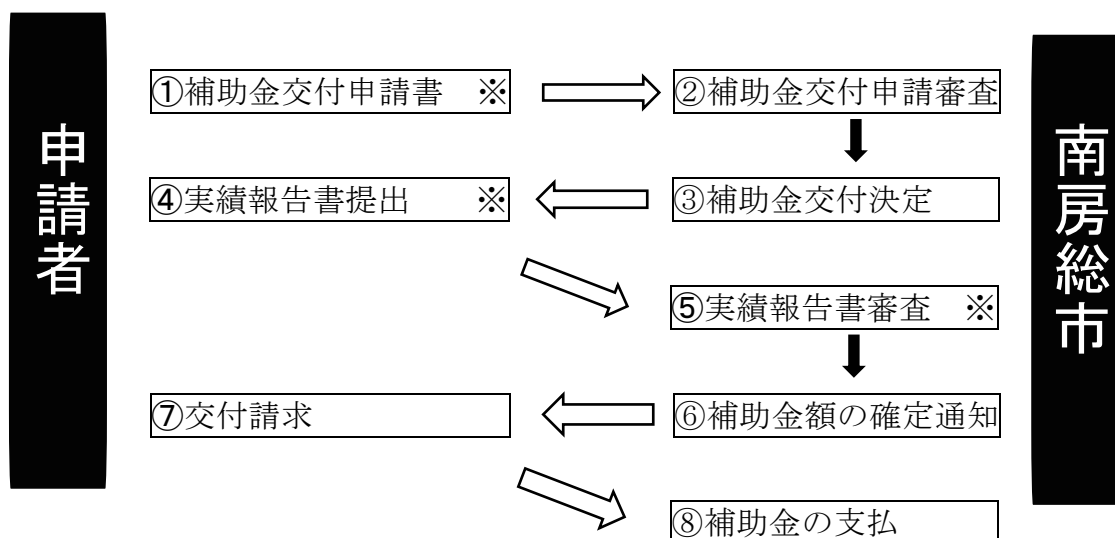 申請者
①補助金交付申請書　※
②補助金交付申請審査
④実績報告書提出　※
③補助金交付決定
⑤実績報告書審査　※
⑦交付請求
⑥補助金額の確定通知
⑧補助金の支払
南房総市